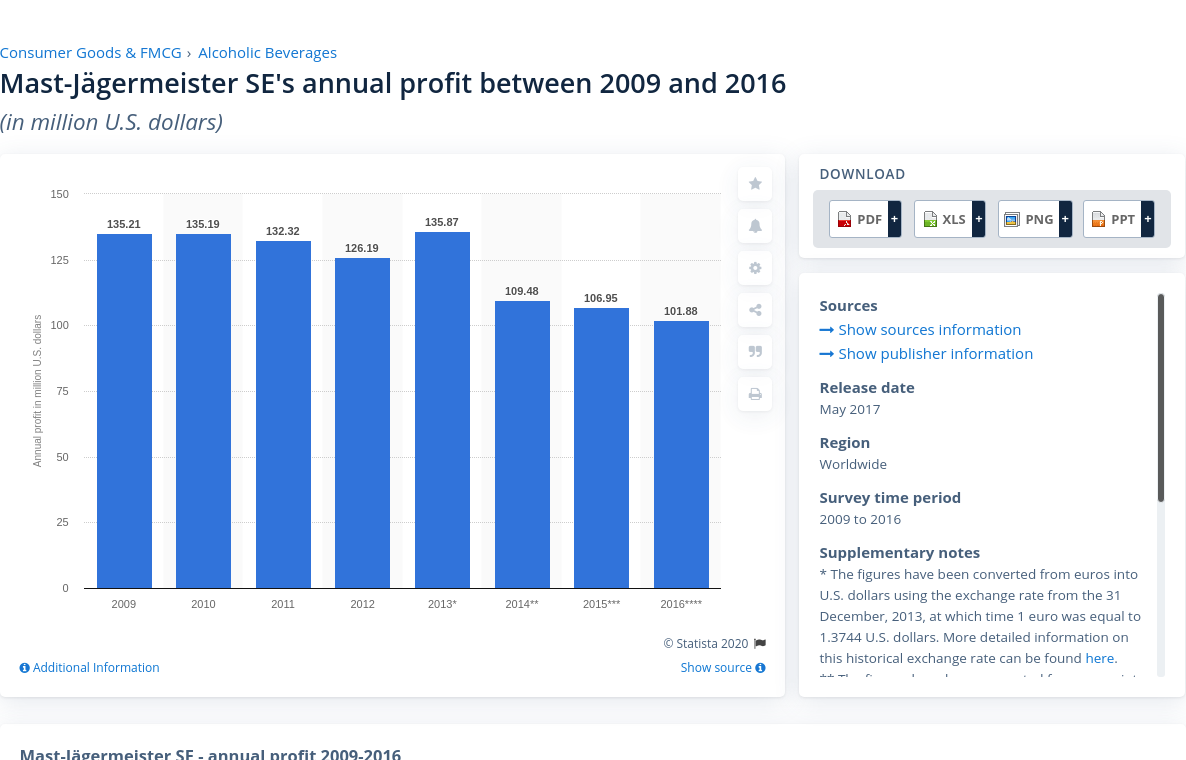 Consumer Goods & FMCG › Alcoholic Beverages
Mast-Jägermeister SE's annual profit between 2009 and 2016
(in million U.S. dollars)
150
125
100
75
50
25
0
Annual profit in million U.S. dollars
135.21
135.19
132.32
126.19
135.87
109.48
106.95
101.88
2009
2010
2011
2012
2013*
2014**
2015***
2016****
© Statista 2020
Additional Information
Show source
DOWNLOAD
PDF +
XLS +
PNG +
PPT +
Sources
Show sources information
Show publisher information
Release date
May 2017
Region
Worldwide
Survey time period
2009 to 2016
Supplementary notes
* The figures have been converted from euros into
U.S. dollars using the exchange rate from the 31
December, 2013, at which time 1 euro was equal to
1.3744 U.S. dollars. More detailed information on
this historical exchange rate can be found here.
Mast-Jägermeister SE - annual profit 2009-2016